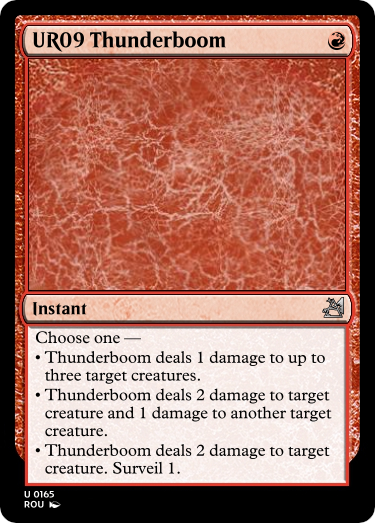 UR09 Thunderboom
Instant
Choose one —
• Thunderboom deals 1 damage to up to
three target creatures.
• Thunderboom deals 2 damage to target
creature and 1 damage to another target
creature.
• Thunderboom deals 2 damage to target
creature. Surveil 1.
U 0165
ROU